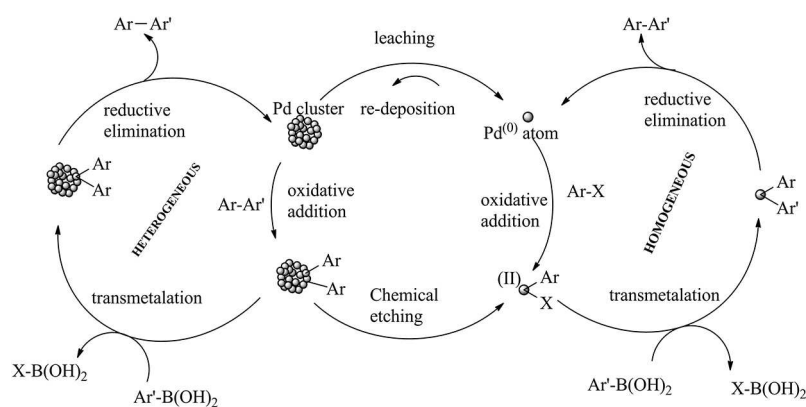 Ar–Ar'
reductive
elimination
Ar
Ar
HETEROGENEOUS
transmetalation
X-B(OH)2
Ar'-B(OH)2
leaching
Pd cluster
re-deposition
Ar-Ar'
oxidative
addition
Ar
Ar
Chemical
etching
Pd(0) atom
oxidative
addition
Ar-X
(II)
Ar
X
Ar-Ar'
reductive
elimination
HOMOGENEOUS
Ar
Ar'
transmetalation
Ar'-B(OH)2
X-B(OH)2